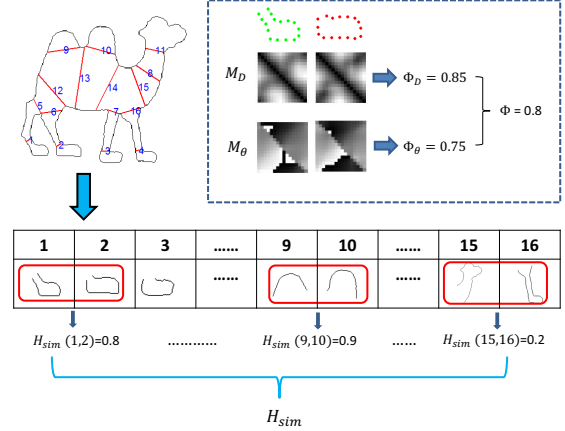 9
10
11
8
12
13
14
15
5
6
7
16
1
2
3
4
M_D
Φ_D = 0.85
Φ = 0.8
M_θ
Φ_θ = 0.75
1 2 3 ...... 9 10 ...... 15 16
...... ......
H_sim (1,2)=0.8 ............ H_sim (9,10)=0.9 ...... H_sim (15,16)=0.2
H_sim